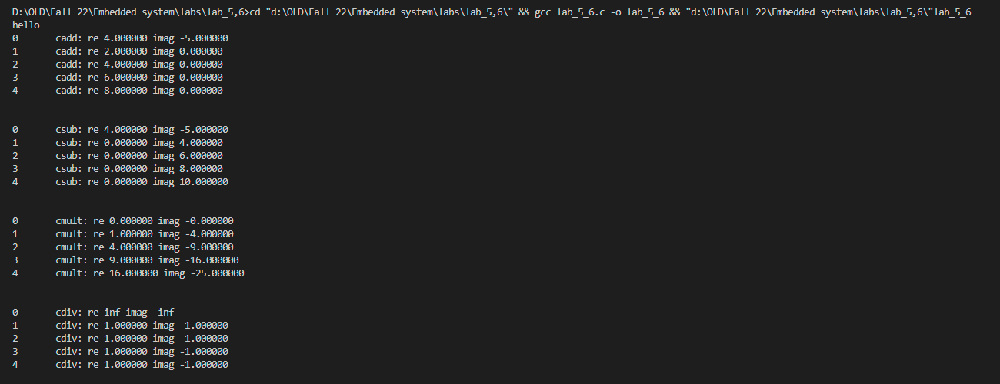 D:\OLD\Fall 22\Embedded system\labs\lab_5,6>cd "d:\OLD\Fall 22\Embedded system\labs\lab_5,6\" && gcc lab_5_6.c -o lab_5_6 && "d:\OLD\Fall 22\Embedded system\labs\lab_5,6\"lab_5_6
hello
0       cadd: re 4.000000 imag -5.000000
1       cadd: re 2.000000 imag 0.000000
2       cadd: re 4.000000 imag 0.000000
3       cadd: re 6.000000 imag 0.000000
4       cadd: re 8.000000 imag 0.000000
0       csub: re 4.000000 imag -5.000000
1       csub: re 0.000000 imag 4.000000
2       csub: re 0.000000 imag 6.000000
3       csub: re 0.000000 imag 8.000000
4       csub: re 0.000000 imag 10.000000
0       cmult: re 0.000000 imag -0.000000
1       cmult: re 1.000000 imag -4.000000
2       cmult: re 4.000000 imag -9.000000
3       cmult: re 9.000000 imag -16.000000
4       cmult: re 16.000000 imag -25.000000
0       cdiv: re inf imag -inf
1       cdiv: re 1.000000 imag -1.000000
2       cdiv: re 1.000000 imag -1.000000
3       cdiv: re 1.000000 imag -1.000000
4       cdiv: re 1.000000 imag -1.000000